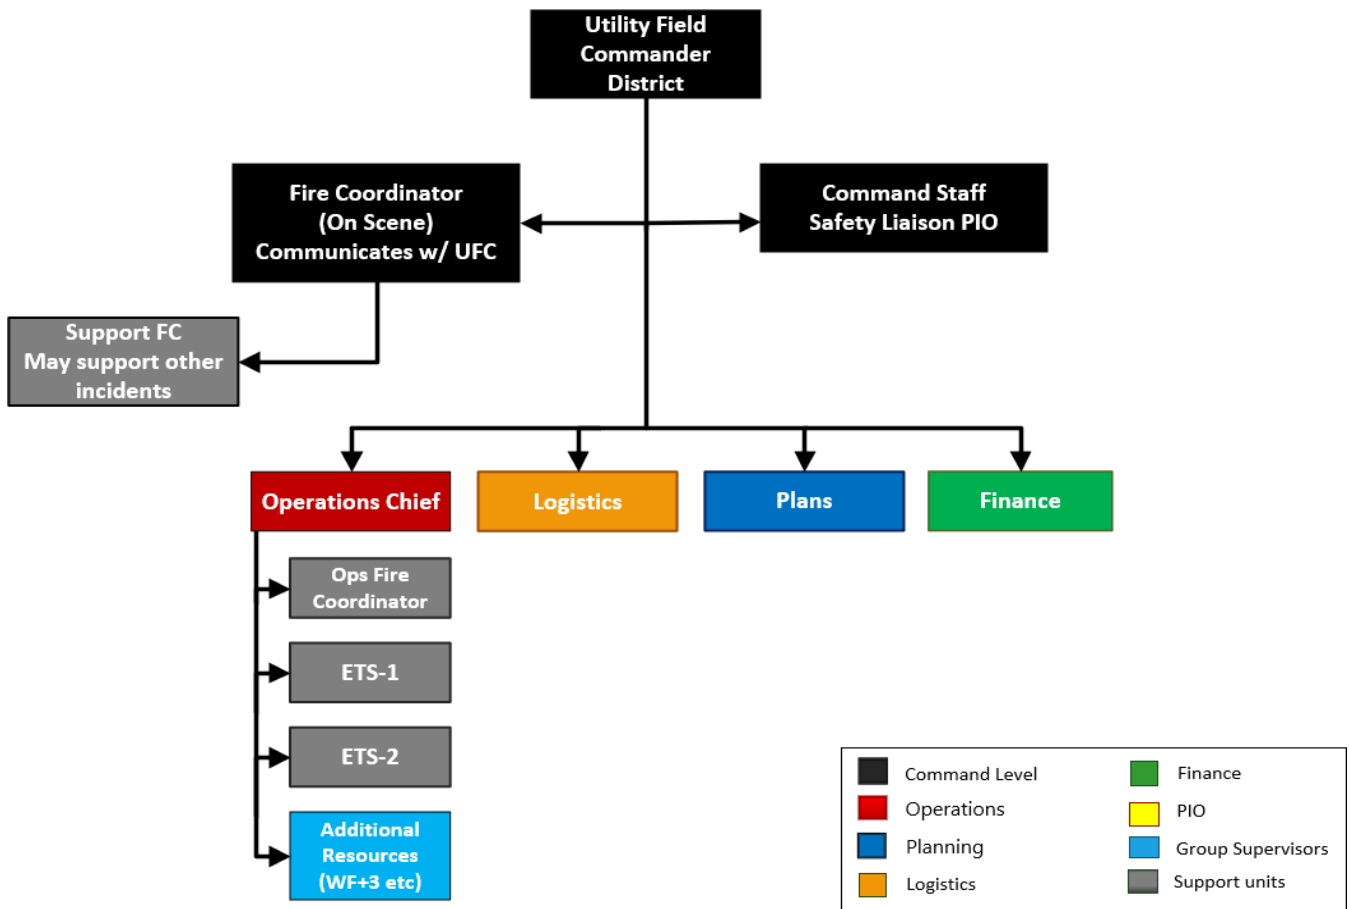 Utility Field
Commander
District
Fire Coordinator
(On Scene)
Communicates w/ UFC
Command Staff
Safety Liaison PIO
Support FC
May support other
incidents
Operations Chief
Logistics
Plans
Finance
Ops Fire
Coordinator
ETS-1
ETS-2
Additional
Resources
(WF+3 etc)
Command Level
Operations
Planning
Logistics
Finance
PIO
Group Supervisors
Support units